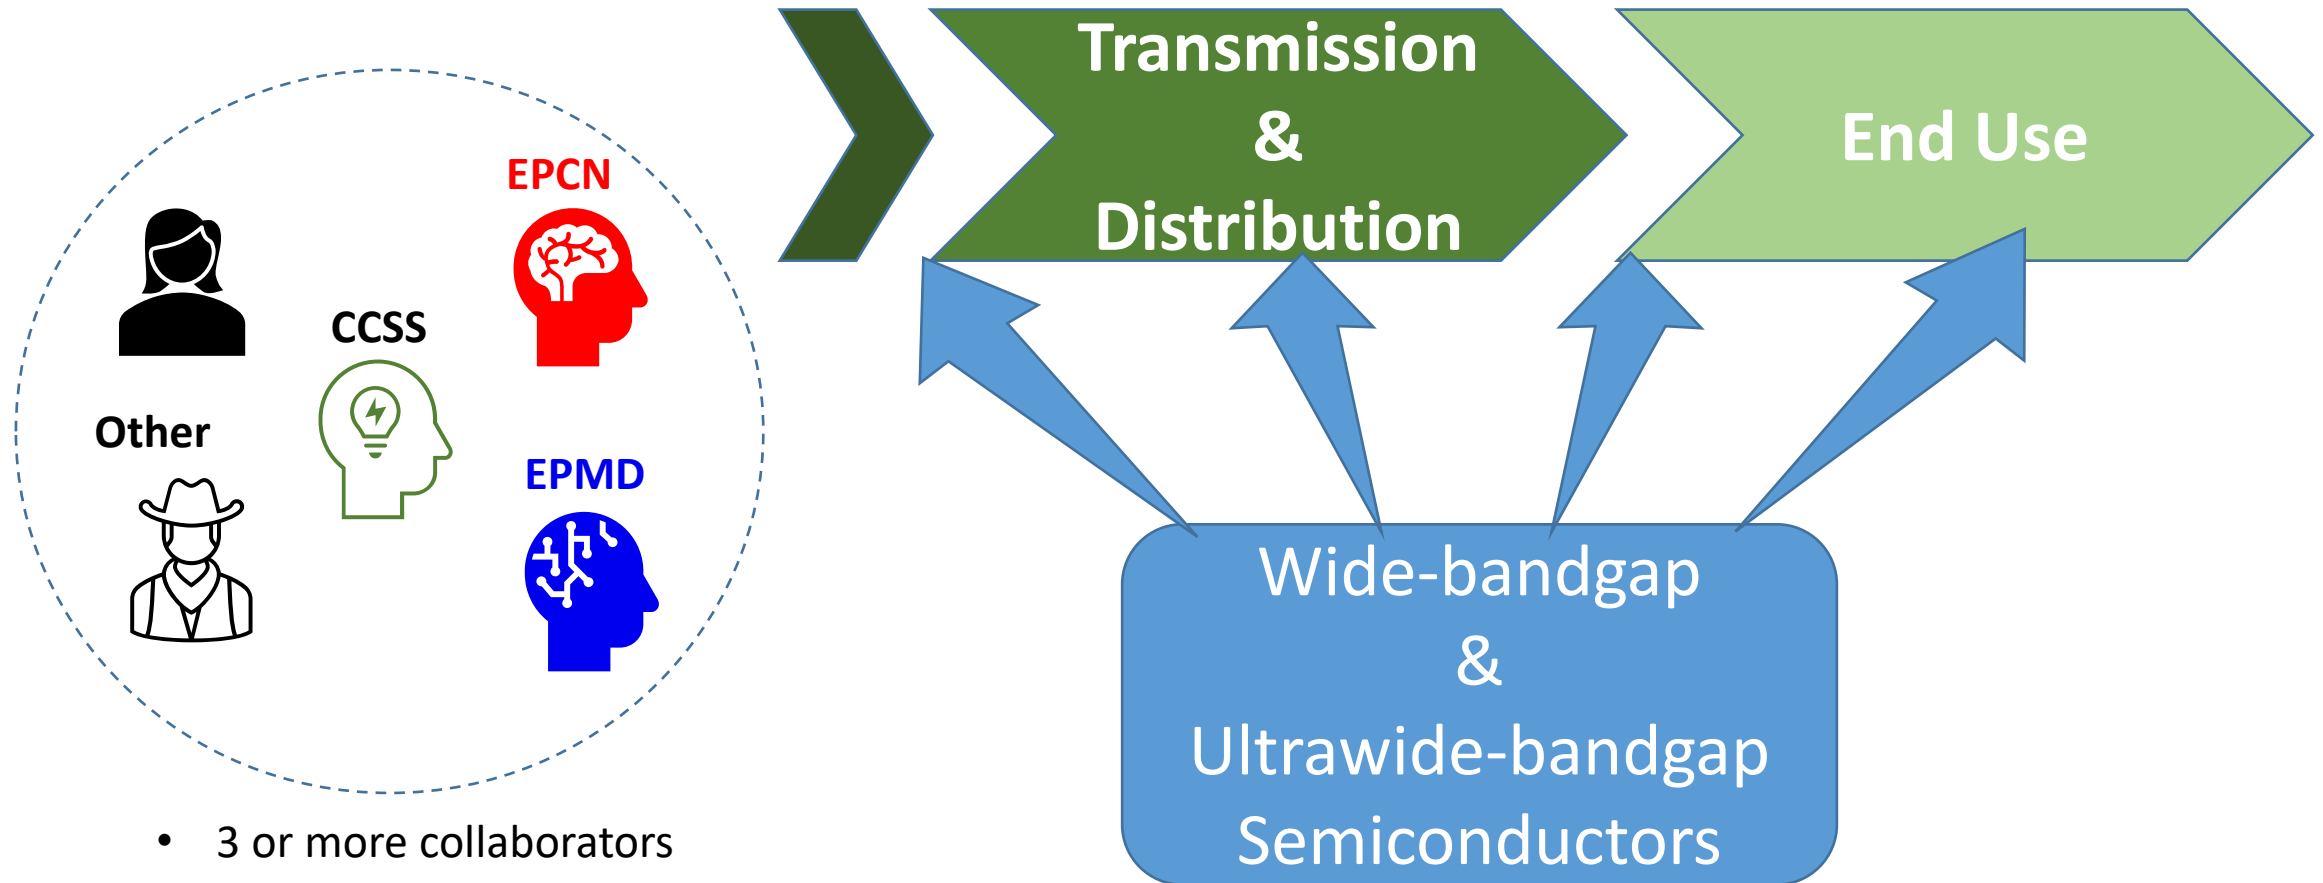 EPCN
CCSS
Other
EPMD
• 3 or more collaborators
Transmission
&
Distribution
End Use
Wide-bandgap
&
Ultrawide-bandgap
Semiconductors